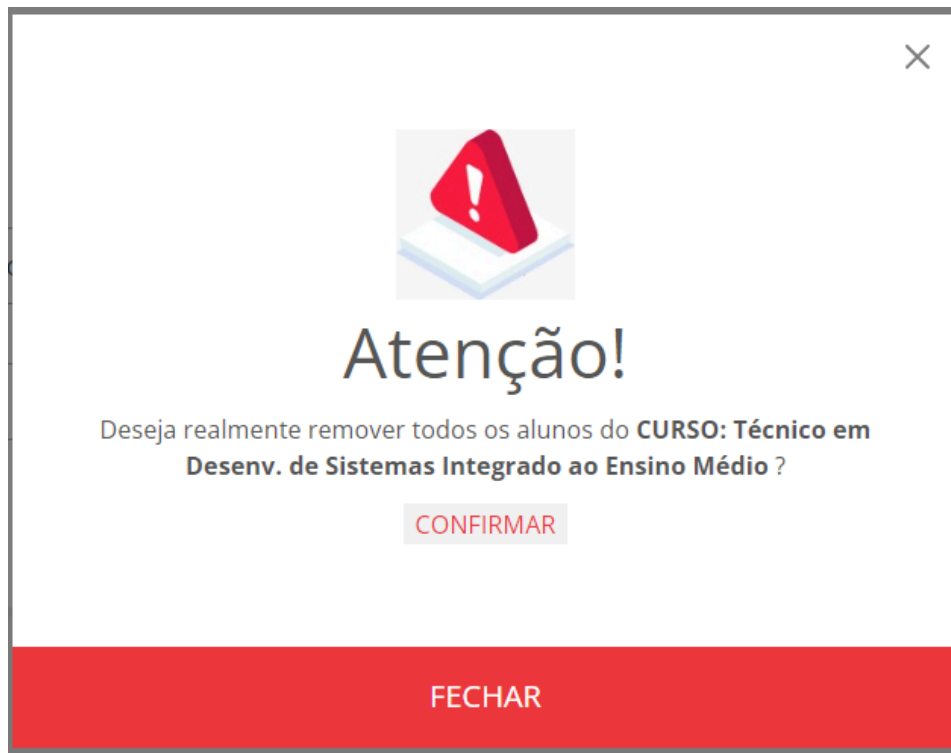 Atenção!
Deseja realmente remover todos os alunos do CURSO: Técnico em
Desenv. de Sistemas Integrado ao Ensino Médio ?
CONFIRMAR
FECHAR